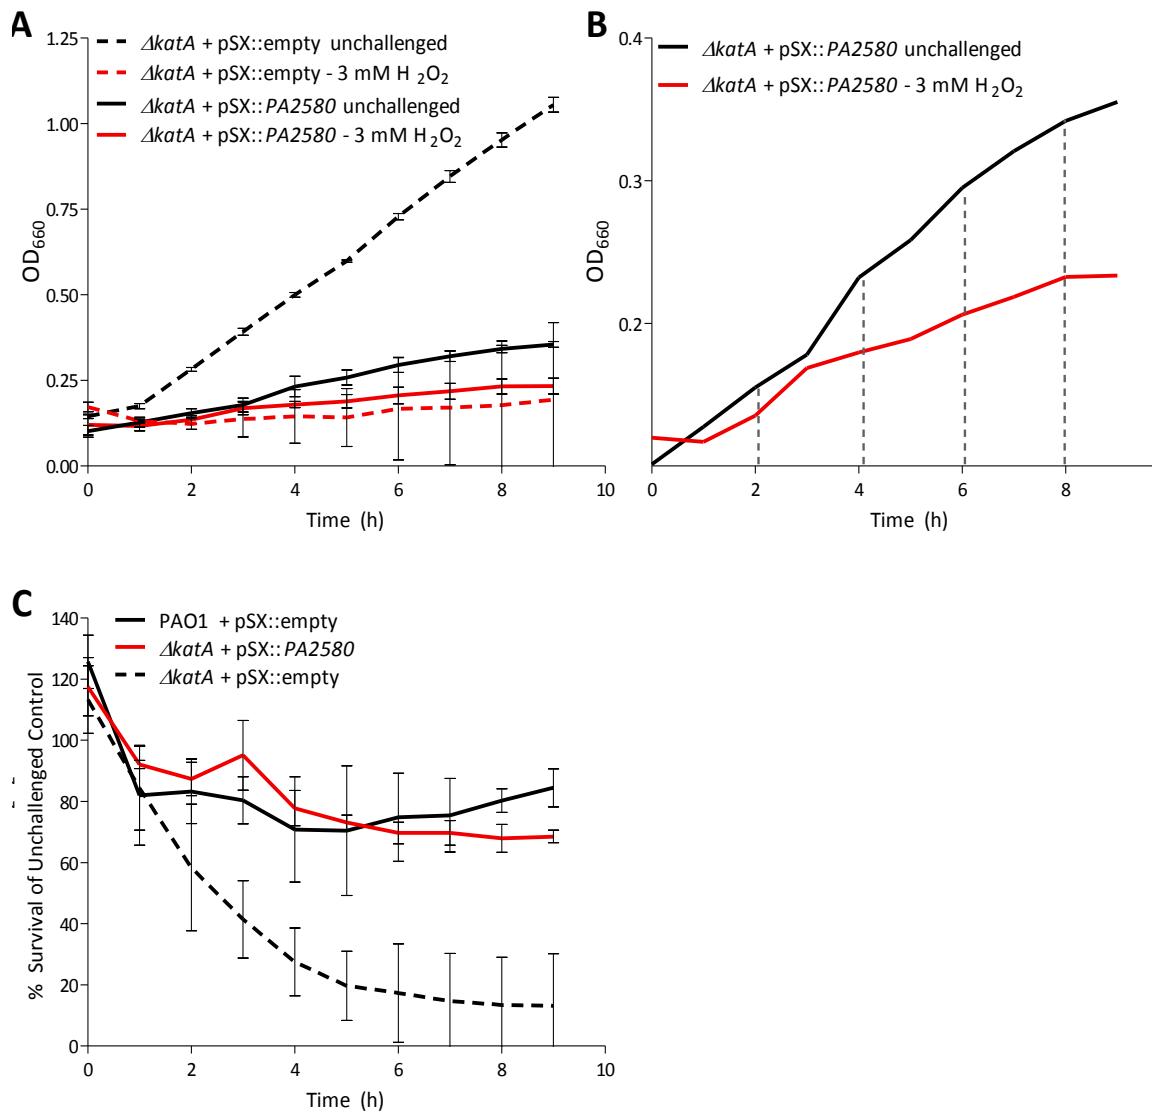 A
ΔkatA + pSX::empty unchallenged
ΔkatA + pSX::empty - 3 mM H2O2
ΔkatA + pSX::PA2580 unchallenged
ΔkatA + pSX::PA2580 - 3 mM H2O2
1.25
1.00
0.75
0.50
0.25
0.00
OD660
0 2 4 6 8 10
Time (h)
B
ΔkatA + pSX::PA2580 unchallenged
ΔkatA + pSX::PA2580 - 3 mM H2O2
0.4
0.3
0.2
OD660
0 2 4 6 8
Time (h)
C
PAO1 + pSX::empty
ΔkatA + pSX::PA2580
ΔkatA + pSX::empty
140
120
100
80
60
40
20
0
% Survival of Unchallenged Control
0 2 4 6 8 10
Time (h)